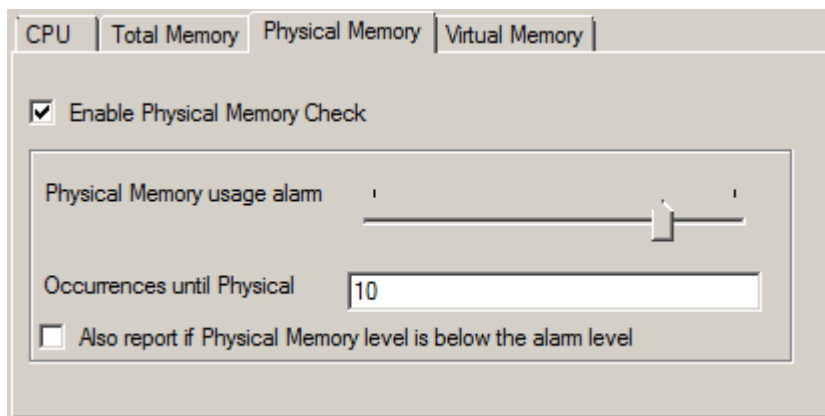 CPU Total Memory Physical Memory Virtual Memory
Enable Physical Memory Check
Physical Memory usage alarm
Occurrences until Physical 10
Also report if Physical Memory level is below the alarm level